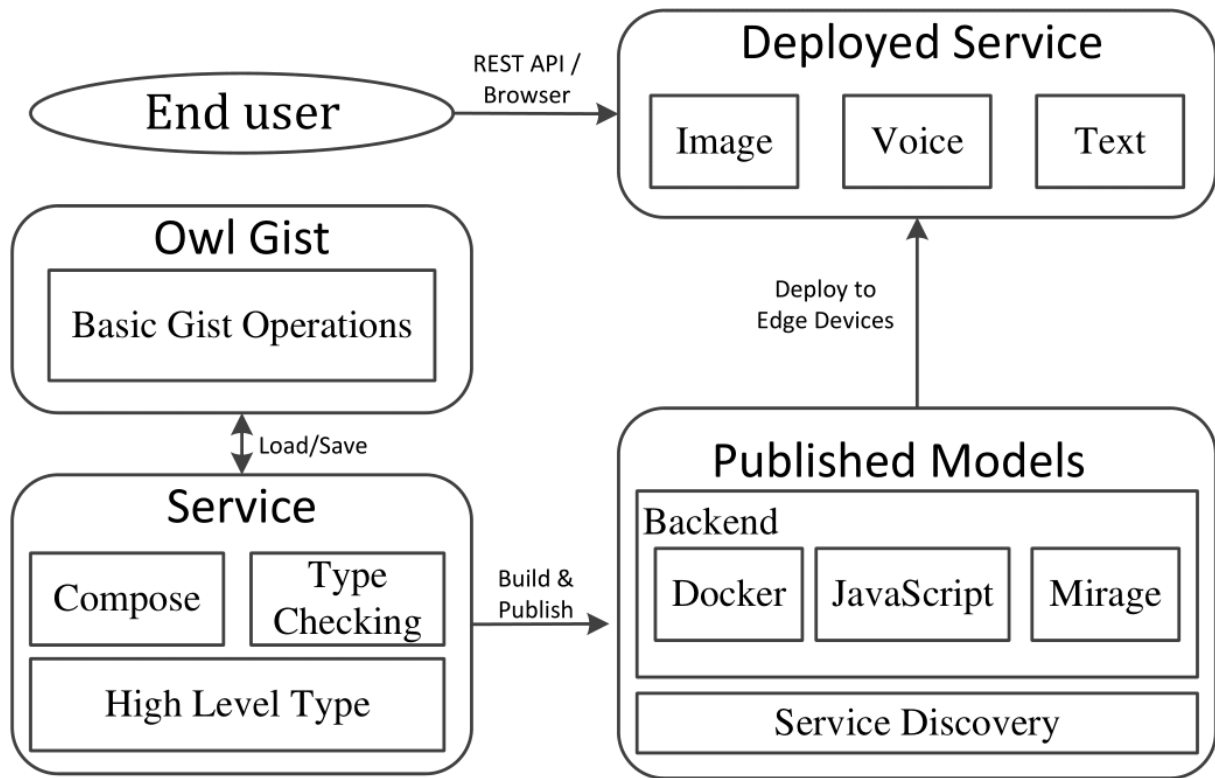 End user
REST API /
Browser
Deployed Service
Image
Voice
Text
Owl Gist
Basic Gist Operations
Deploy to
Edge Devices
Load/Save
Service
Compose
Type
Checking
High Level Type
Build &
Publish
Published Models
Backend
Docker
JavaScript
Mirage
Service Discovery